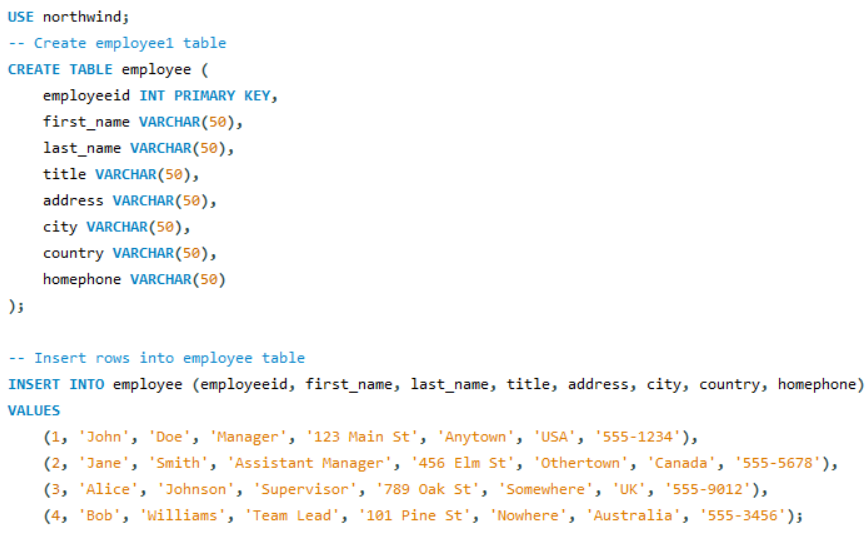 USE northwind;
-- Create employee1 table
CREATE TABLE employee (
    employeeid INT PRIMARY KEY,
    first_name VARCHAR(50),
    last_name VARCHAR(50),
    title VARCHAR(50),
    address VARCHAR(50),
    city VARCHAR(50),
    country VARCHAR(50),
    homephone VARCHAR(50)
);

-- Insert rows into employee table
INSERT INTO employee (employeeid, first_name, last_name, title, address, city, country, homephone)
VALUES
    (1, 'John', 'Doe', 'Manager', '123 Main St', 'Anytown', 'USA', '555-1234'),
    (2, 'Jane', 'Smith', 'Assistant Manager', '456 Elm St', 'Othertown', 'Canada', '555-5678'),
    (3, 'Alice', 'Johnson', 'Supervisor', '789 Oak St', 'Somewhere', 'UK', '555-9012'),
    (4, 'Bob', 'Williams', 'Team Lead', '101 Pine St', 'Nowhere', 'Australia', '555-3456');